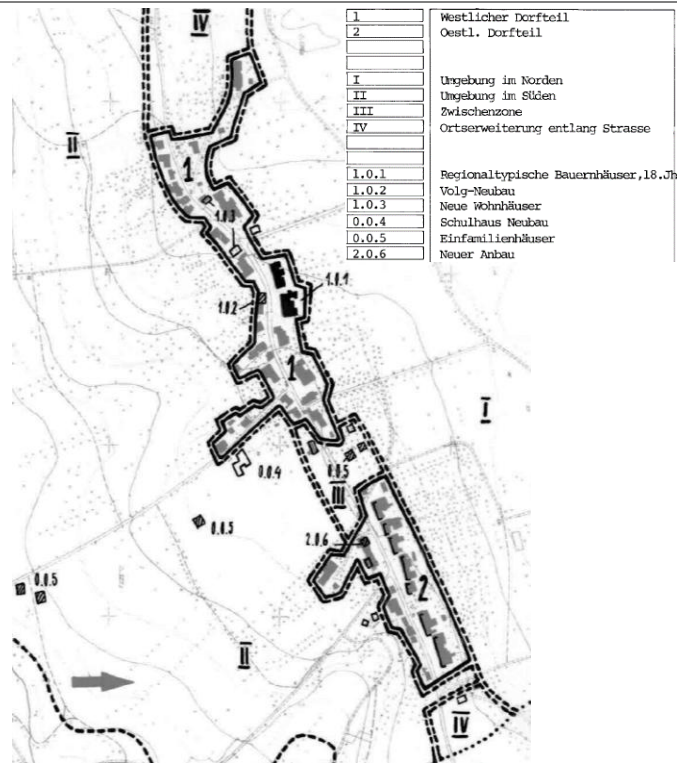 1 Westlicher Dorfteil
2 Oestl. Dorfteil
I Umgebung im Norden
II Umgebung im Süden
III Zwischenzone
IV Ortserweiterung entlang Strasse
1.0.1 Regionaltypische Bauernhäuser,18.Jh
1.0.2 Volg-Neubau
1.0.3 Neue Wohnhäuser
0.0.4 Schulhaus Neubau
0.0.5 Einfamilienhäuser
2.0.6 Neuer Anbau
IV
II
1
1.0.3
1.0.1
1.0.2
1
I
0.0.4
0.0.5
III
0.0.5
2.0.6
0.0.5
2
II
IV